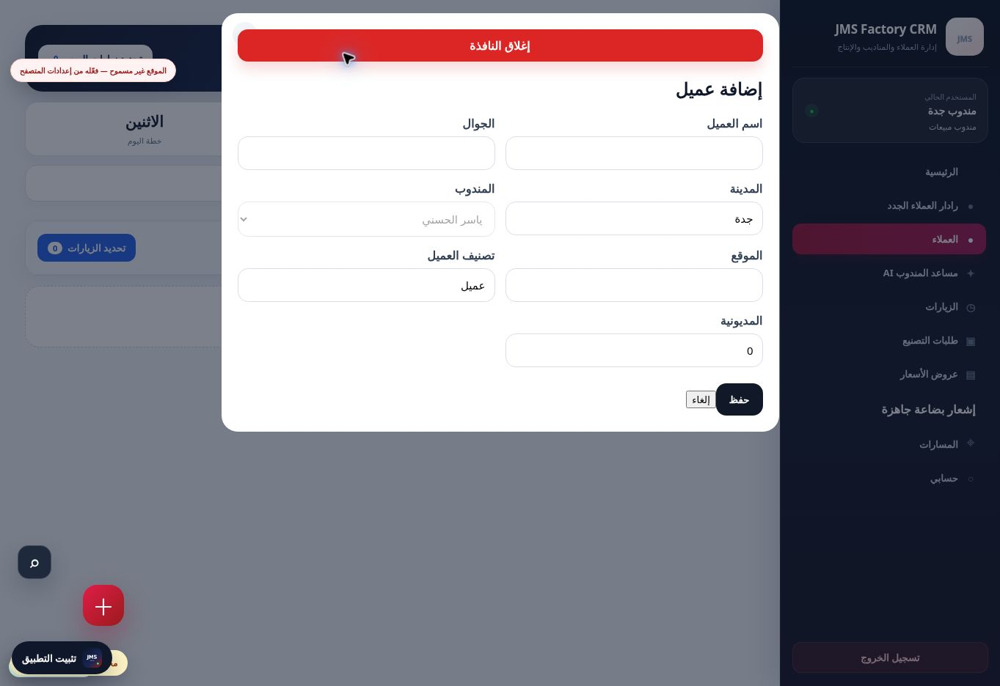 JMS Factory CRM
إدارة العملاء والمناديب والإنتاج
JMS
المستخدم الحالي
مندوب جدة
مندوب مبيعات
الرئيسية
رادار العملاء الجدد
العملاء
مساعد المندوب AI
الزيارات
طلبات التصنيع
عروض الأسعار
إشعار بضاعة جاهزة
المسارات
حسابي
تسجيل الخروج
إغلاق النافذة
إضافة عميل
اسم العميل
الجوال
المدينة
المندوب
جدة
ياسر الحسني
الموقع
تصنيف العميل
عميل
المديونية
0
حفظ
إلغاء
الموقع غير مسموح — فعّله من إعدادات المتصفح
الاثنين
خطة اليوم
تحديد الزيارات 0
JMS
تثبيت التطبيق